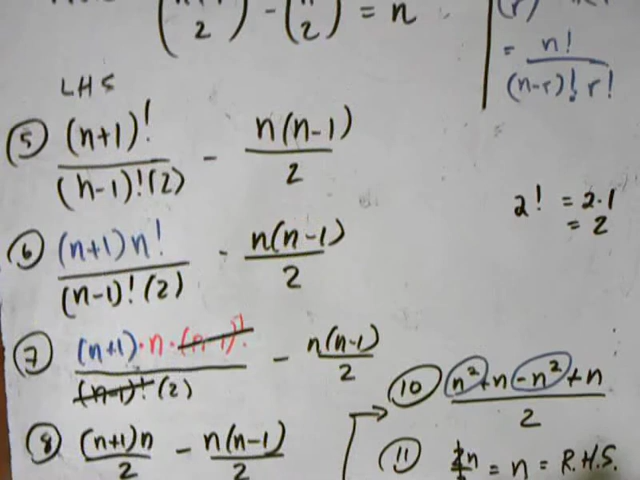 ( 2 ) - ( 2 ) = n
= n! / (n-r)! r!
LHS
⑤ (n+1)! / (n-1)!(2) - n(n-1) / 2
2! = 2·1
= 2
⑥ (n+1)n! / (n-1)!(2) - n(n-1) / 2
⑦ (n+1)·n·(n-1)! / (n-1)!(2) - n(n-1) / 2
⑧ (n+1)n / 2 - n(n-1) / 2
⑩ n²+n-n²+n / 2
⑪ 2n / 2 = n = R.H.S.